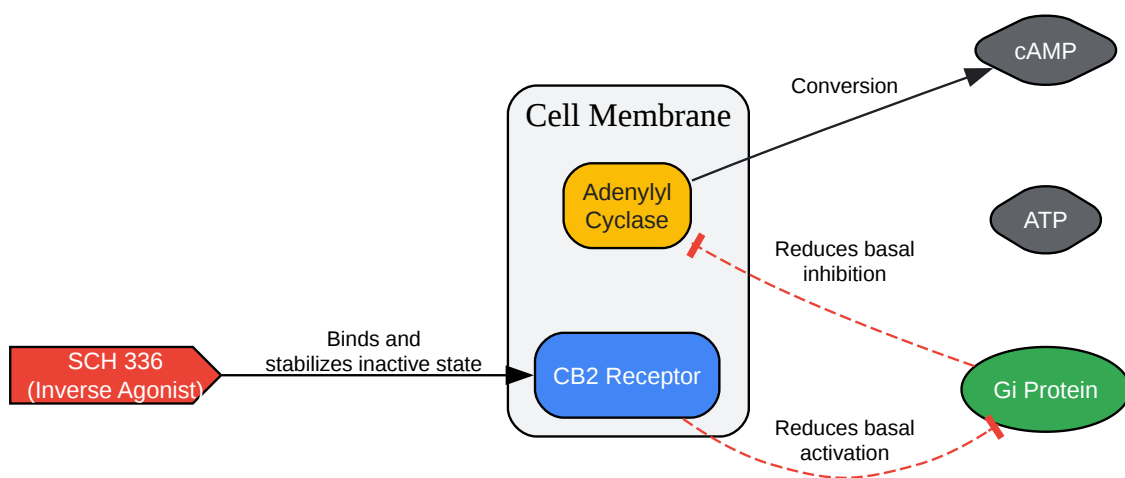 cAMP
Conversion
Cell Membrane
Adenylyl
Cyclase
ATP
Reduces basal
inhibition
Binds and
stabilizes inactive state
SCH 336
(Inverse Agonist)
CB2 Receptor
Gi Protein
Reduces basal
activation